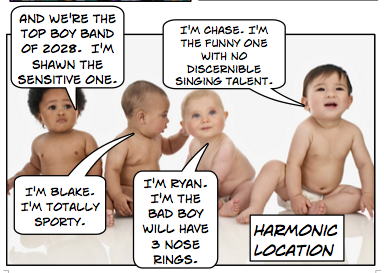 AND WE'RE THE
TOP BOY BAND
OF 2028. I'M
SHAWN THE
SENSITIVE ONE.
I'M BLAKE.
I'M TOTALLY
SPORTY.
I'M RYAN.
I'M THE
BAD BOY
WILL HAVE
3 NOSE
RINGS.
I'M CHASE. I'M
THE FUNNY ONE
WITH NO
DISCERNIBLE
SINGING TALENT.
HARMONIC
LOCATION